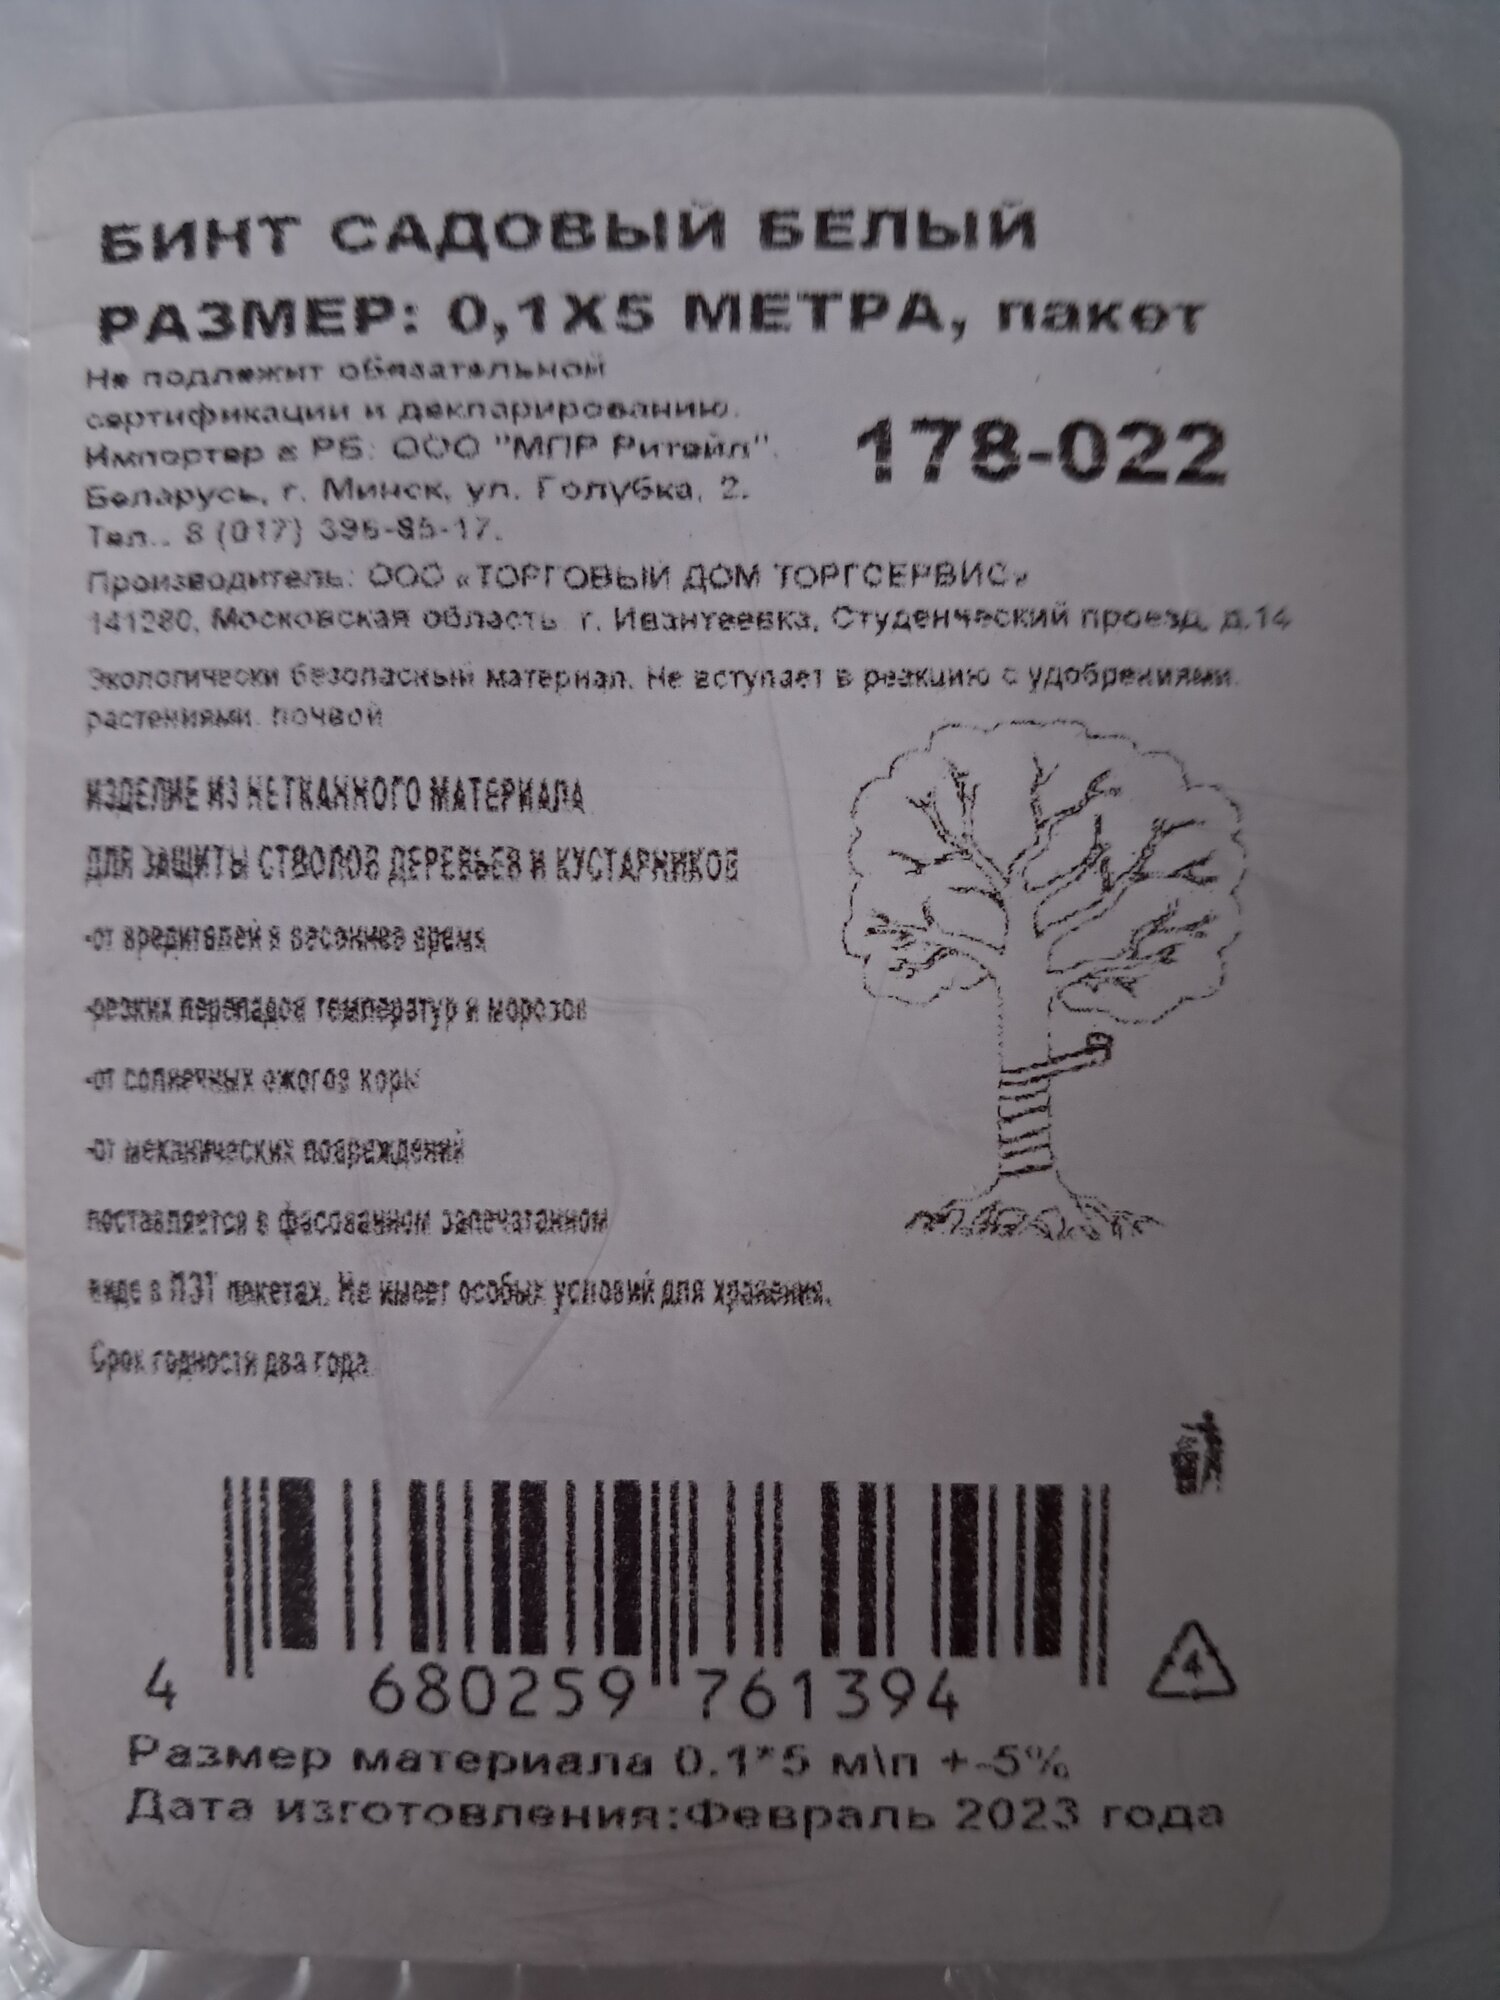 БИНТ САДОВЫЙ БЕЛЫЙ
РАЗМЕР: 0,1Х5 МЕТРА, пакет
Не подлежит обязательной
сертификации и декларированию.
178-022
Импортер в РБ: ООО "МПР Ритейл".
Беларусь, г. Минск, ул. Голубка, 2.
Тел.. 8 (017) 396-85-17.
Производитель: ООО «ТОРГОВЫЙ ДОМ ТОРГСЕРВИС»
141280, Московская область г. Ивантеевка, Студенческий проезд, д.14
Экологически безопасный материал. Не вступает в реакцию с удобрениями,
растениями, почвой
ИЗДЕЛИЕ ИЗ НЕТКАННОГО МАТЕРИАЛА
ДЛЯ ЗАЩИТЫ СТВОЛОВ ДЕРЕВЬЕВ И КУСТАРНИКОВ
-от вредителей в весеннее время
-резких перепадов температур и морозов
-от солнечных ожогов коры
-от механических повреждений
поставляется в фасованном запечатанном
виде в ПЭТ пакетах. Не имеет особых условий для хранения.
Срок годности два года
4 680259 761394
4
Размер материала 0.1*5 м\п +-5%
Дата изготовления:Февраль 2023 года